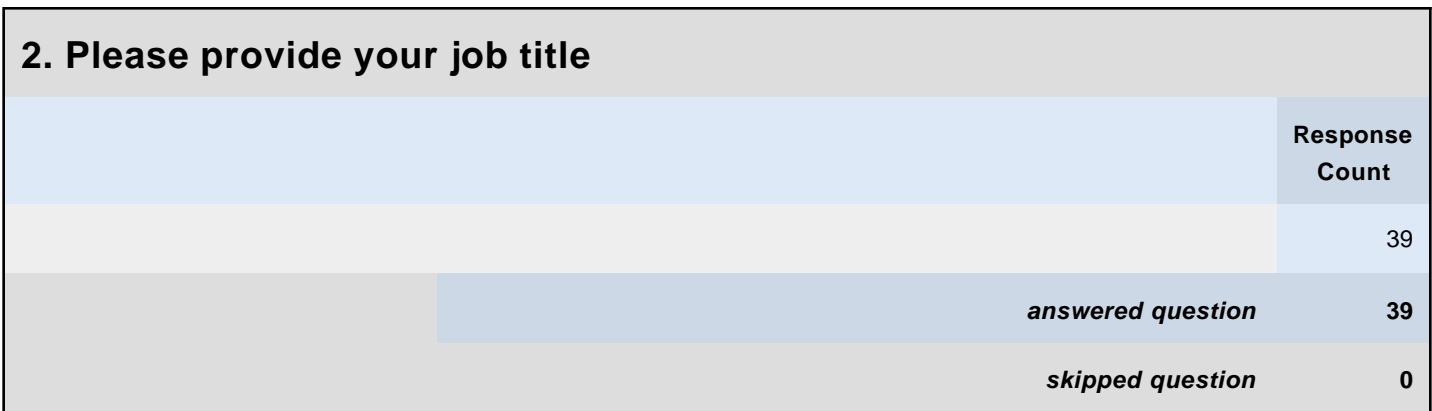 2. Please provide your job title
Response
Count
39
answered question 39
skipped question 0